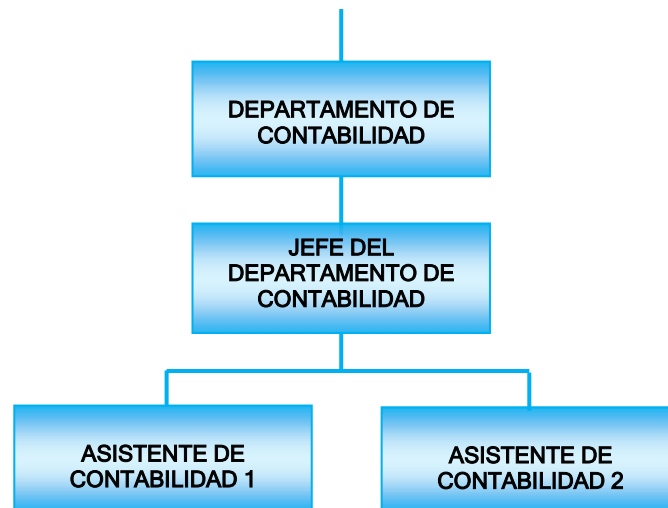 DEPARTAMENTO DE
CONTABILIDAD
JEFE DEL
DEPARTAMENTO DE
CONTABILIDAD
ASISTENTE DE
CONTABILIDAD 1
ASISTENTE DE
CONTABILIDAD 2